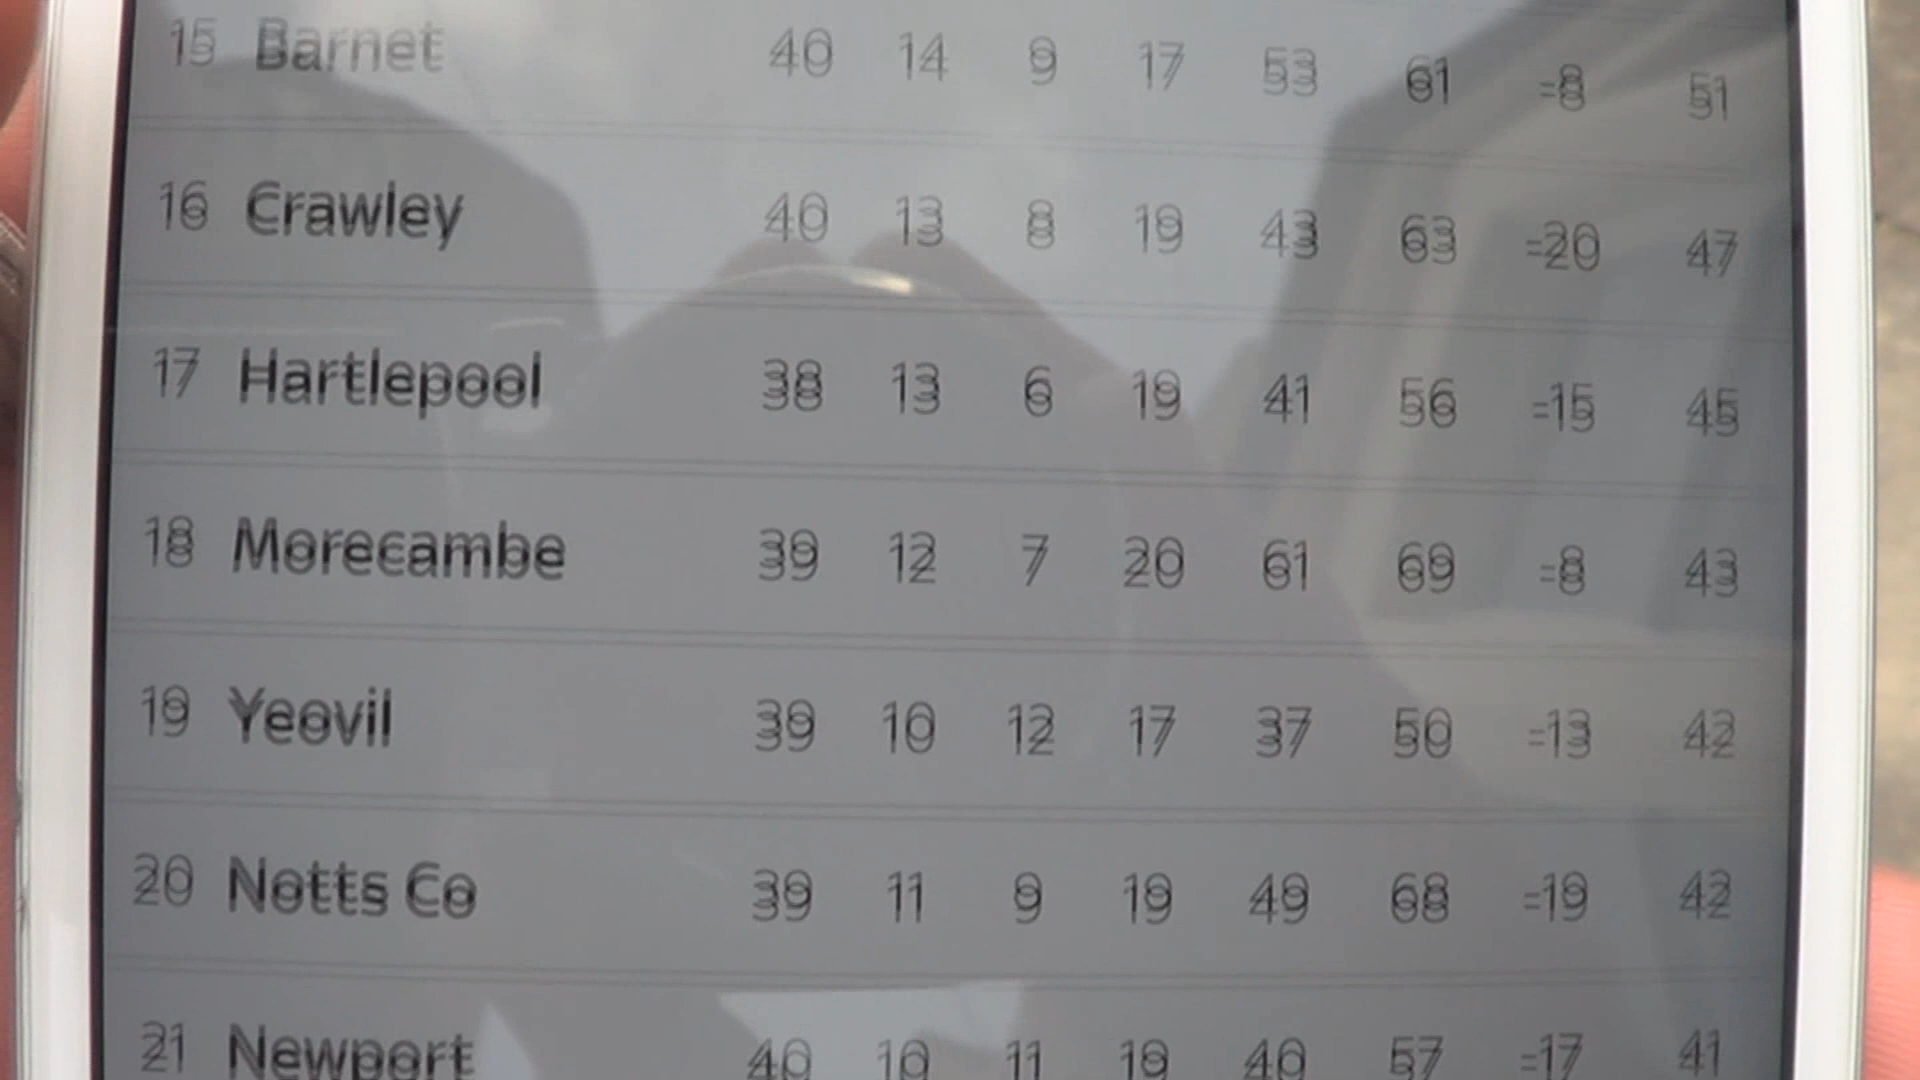 15 Barnet 40 14 9 17 53 61 -8 51
16 Crawley 40 13 8 19 43 63 -20 47
17 Hartlepool 38 13 6 19 41 56 -15 45
18 Morecambe 39 12 7 20 61 69 -8 43
19 Yeovil 39 10 12 17 37 50 -13 42
20 Notts Co 39 11 9 19 49 68 -19 42
21 Newport 40 10 11 19 40 57 -17 41